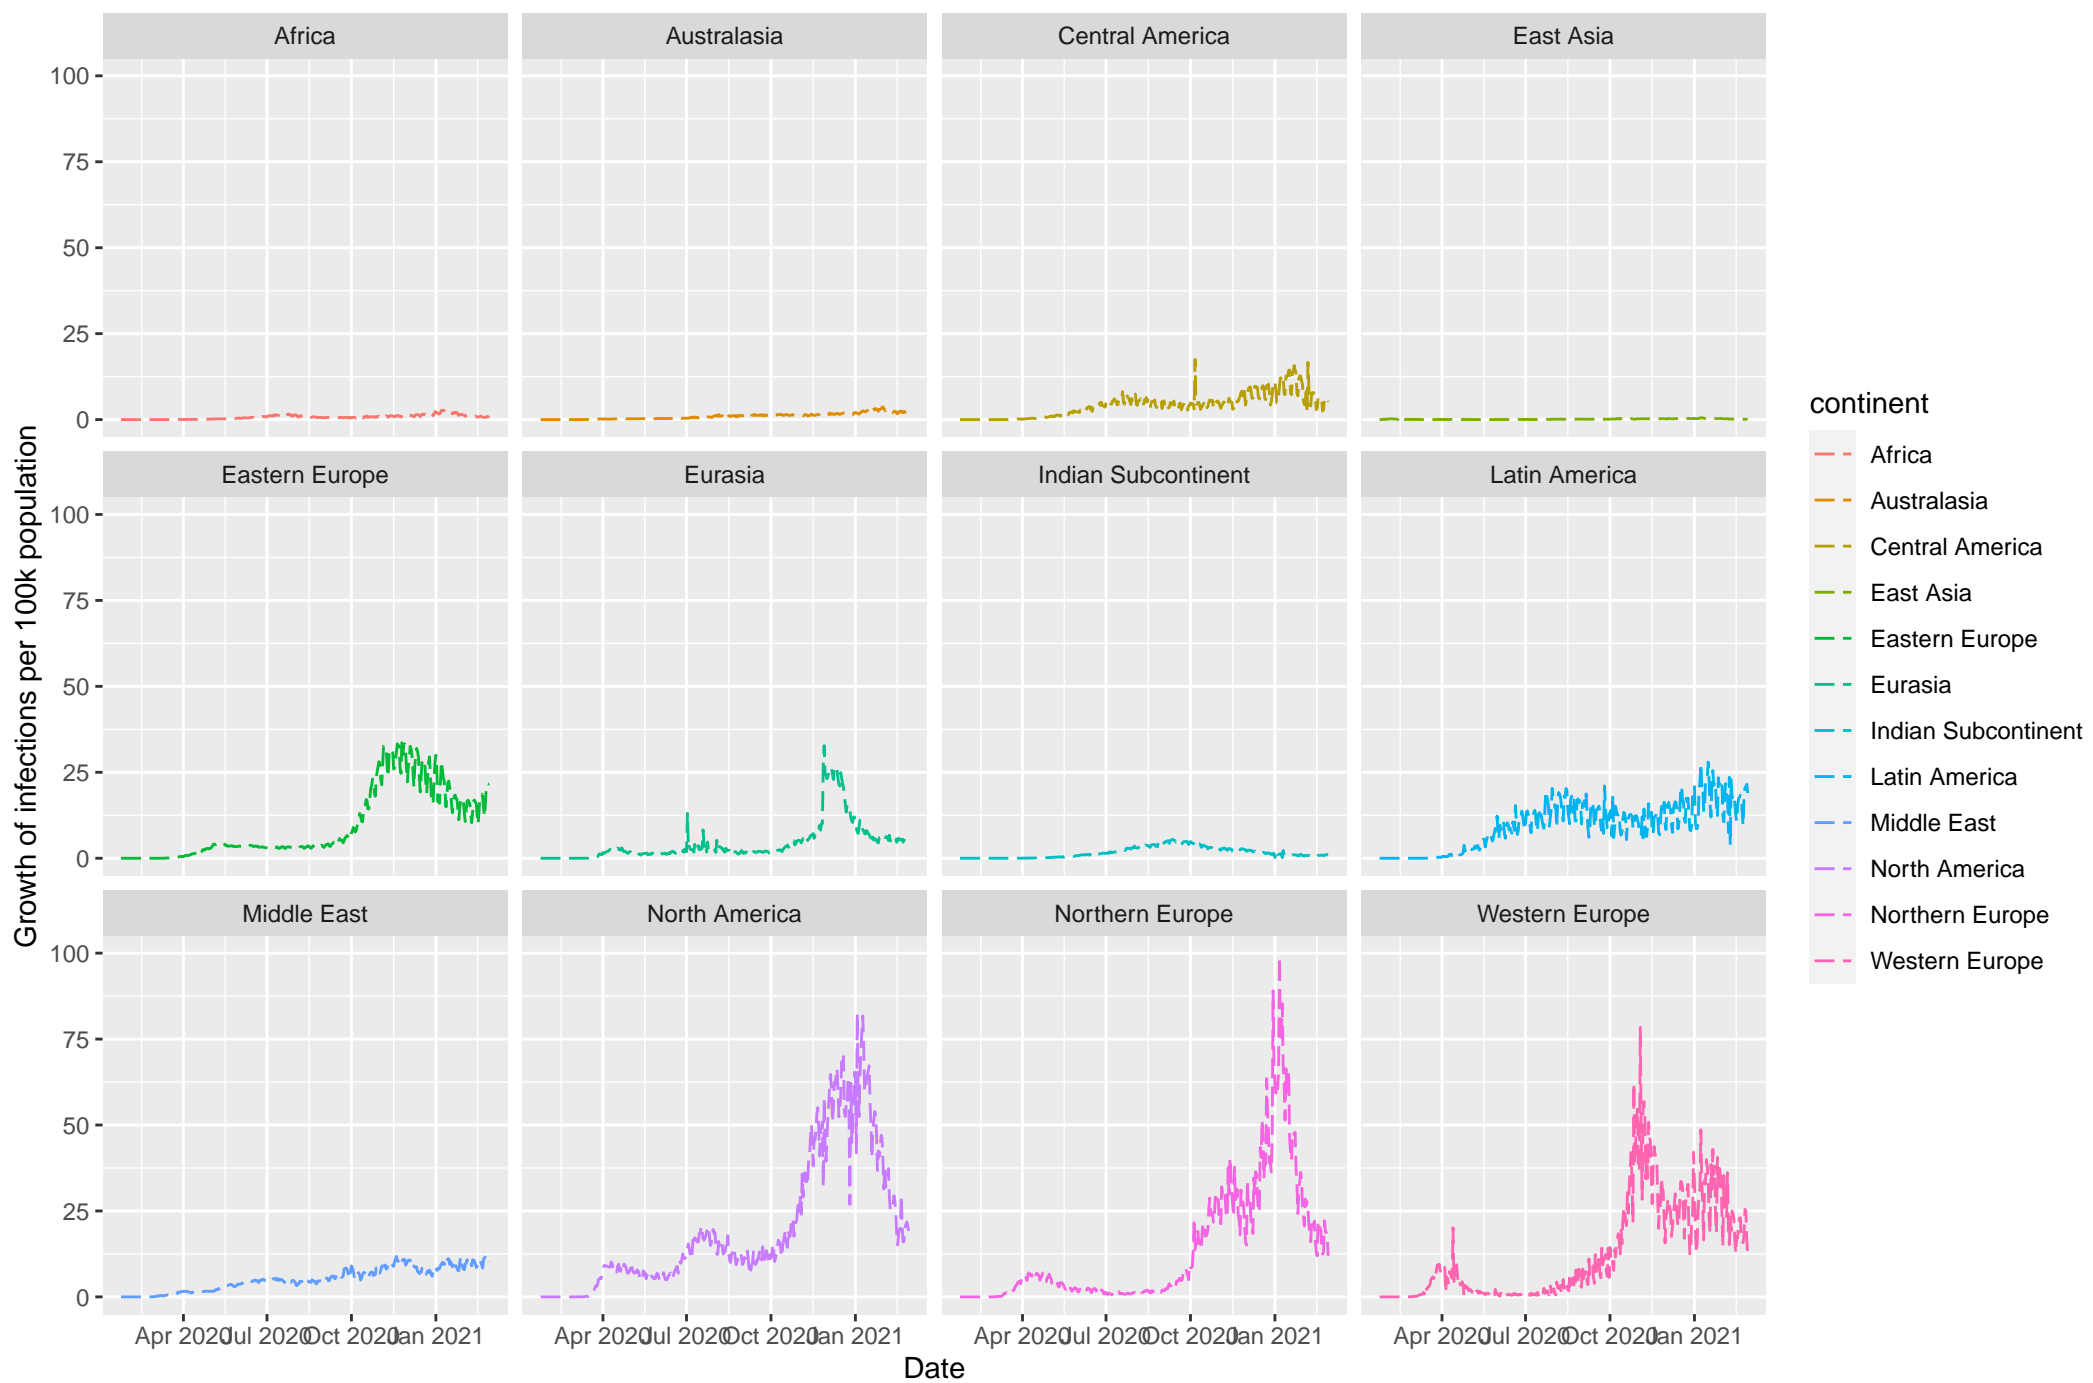 Africa
Australasia
Central America
East Asia
100
75
50
25
0
Eastern Europe
Eurasia
Indian Subcontinent
Latin America
100
75
50
25
0
Middle East
North America
Northern Europe
Western Europe
100
75
50
25
0
Apr 2020 Jul 2020 Oct 2020 Jan 2021
Apr 2020 Jul 2020 Oct 2020 Jan 2021
Apr 2020 Jul 2020 Oct 2020 Jan 2021
Apr 2020 Jul 2020 Oct 2020 Jan 2021
Date
Growth of infections per 100k population
continent
Africa
Australasia
Central America
East Asia
Eastern Europe
Eurasia
Indian Subcontinent
Latin America
Middle East
North America
Northern Europe
Western Europe